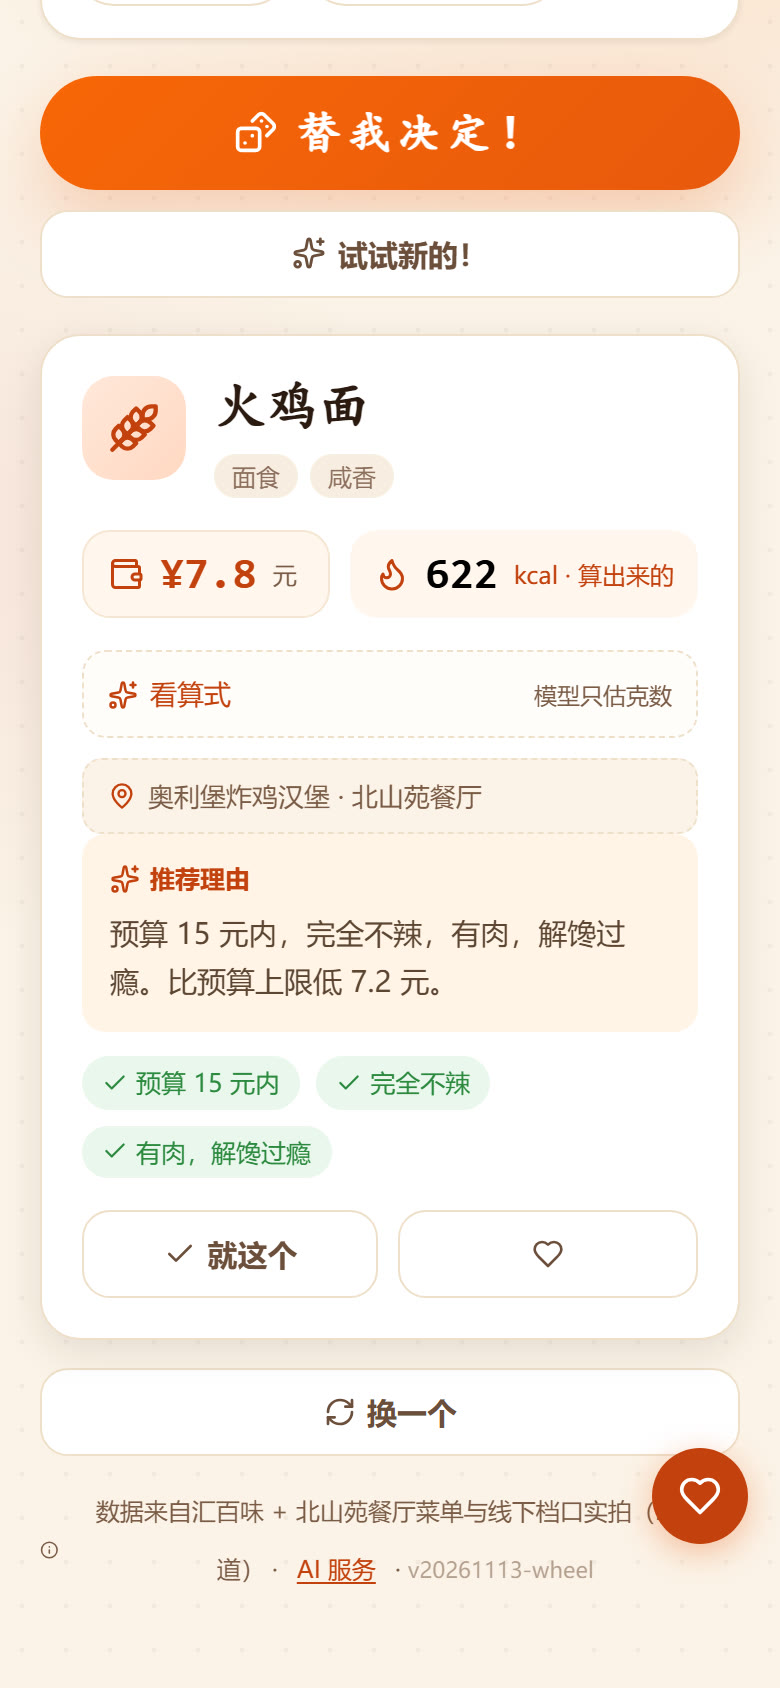 替我决定！
试试新的！
火鸡面
面食 咸香
¥7.8 元 622 kcal · 算出来的
看算式 模型只估克数
奥利堡炸鸡汉堡 · 北山苑餐厅
推荐理由
预算 15 元内，完全不辣，有肉，解馋过
瘾。比预算上限低 7.2 元。
预算 15 元内 完全不辣
有肉，解馋过瘾
就这个
换一个
数据来自汇百味 + 北山苑餐厅菜单与线下档口实拍（
道） · AI 服务 · v20261113-wheel